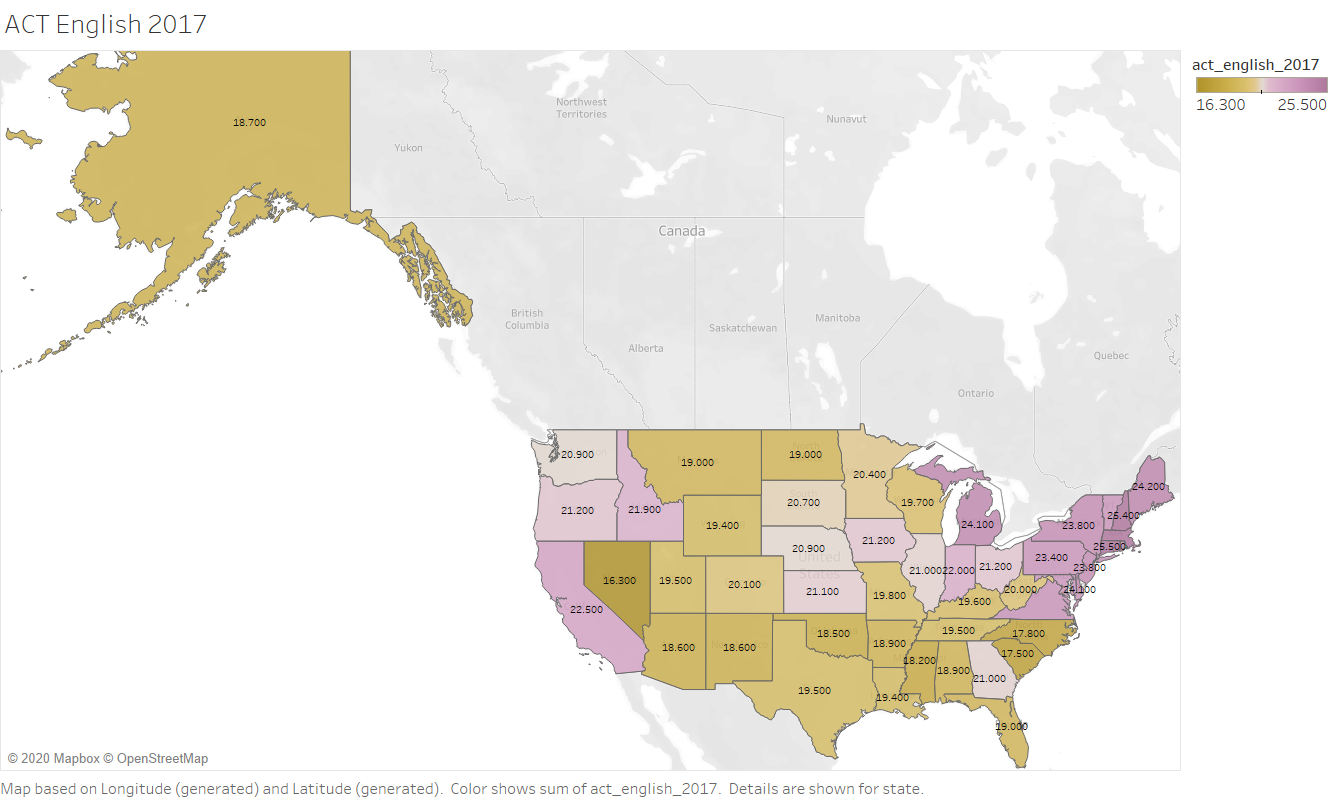 ACT English 2017
act_english_2017
16.300 25.500
18.700
Northwest
Territories
Nunavut
Yukon
Canada
British
Columbia
Alberta
Saskatchewan
Manitoba
Ontario
Quebec
20.900
19.000
19.000
20.400
21.200
21.900
19.400
20.700
19.700
24.100
24.200
23.800
25.400
25.500
20.900
United
States
21.200
21.000
22.000
21.200
23.400
23.800
24.100
16.300
19.500
20.100
21.100
19.800
19.600
20.000
22.500
18.600
18.600
18.500
18.900
19.500
17.800
17.500
18.200
18.900
21.000
19.500
19.400
19.000
© 2020 Mapbox © OpenStreetMap
Map based on Longitude (generated) and Latitude (generated). Color shows sum of act_english_2017. Details are shown for state.